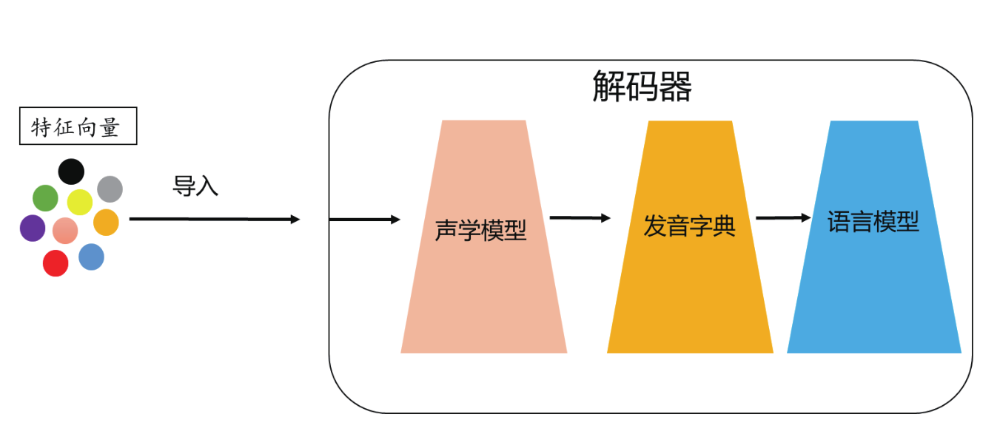 解码器
特征向量
导入
声学模型
发音字典
语言模型